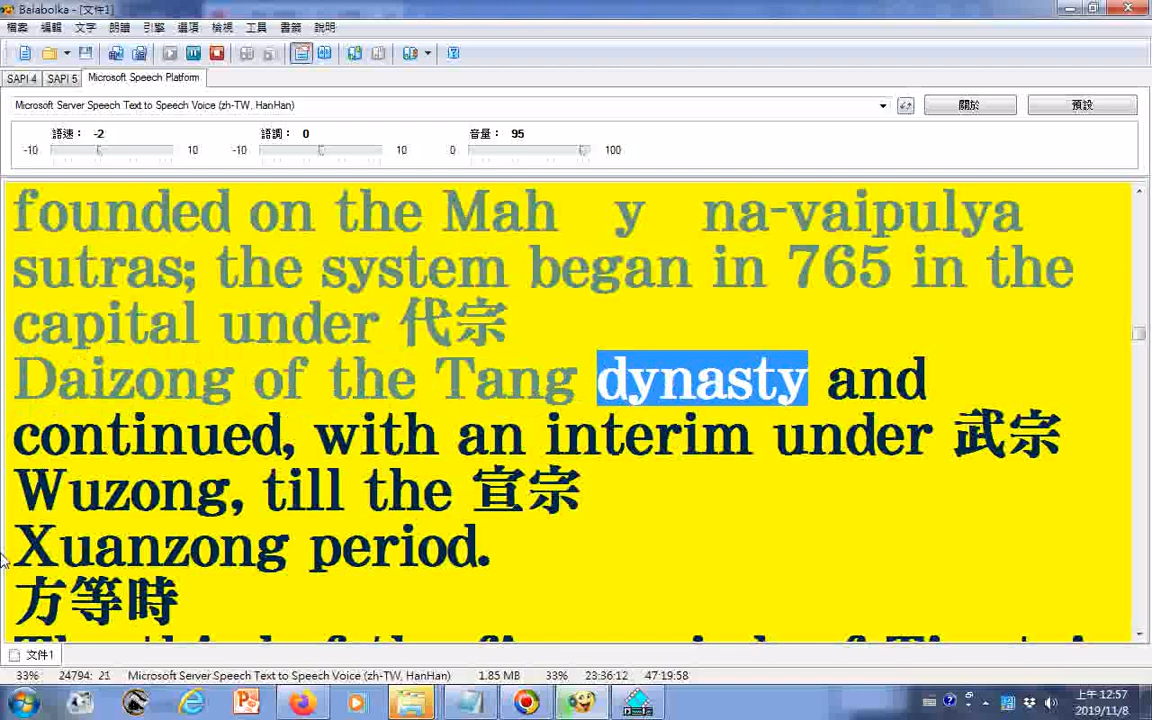 Balabolka - [文件1]
檔案 編輯 文字 朗讀 引擎 選項 檢視 工具 書籤 說明
SAPI 4 SAPI 5 Microsoft Speech Platform
Microsoft Server Speech Text to Speech Voice (zh-TW, HanHan) 關於 預設
語速： -2 語調： 0 音量： 95
-10 10 -10 10 0 100
founded on the Mah y na-vaipulya
sutras; the system began in 765 in the
capital under 代宗
Daizong of the Tang dynasty and
continued, with an interim under 武宗
Wuzong, till the 宣宗
Xuanzong period.
方等時
文件1
33% 24794: 21 Microsoft Server Speech Text to Speech Voice (zh-TW, HanHan) 1.85 MB 33% 23:36:12 47:19:58
上午 12:57
2019/11/8